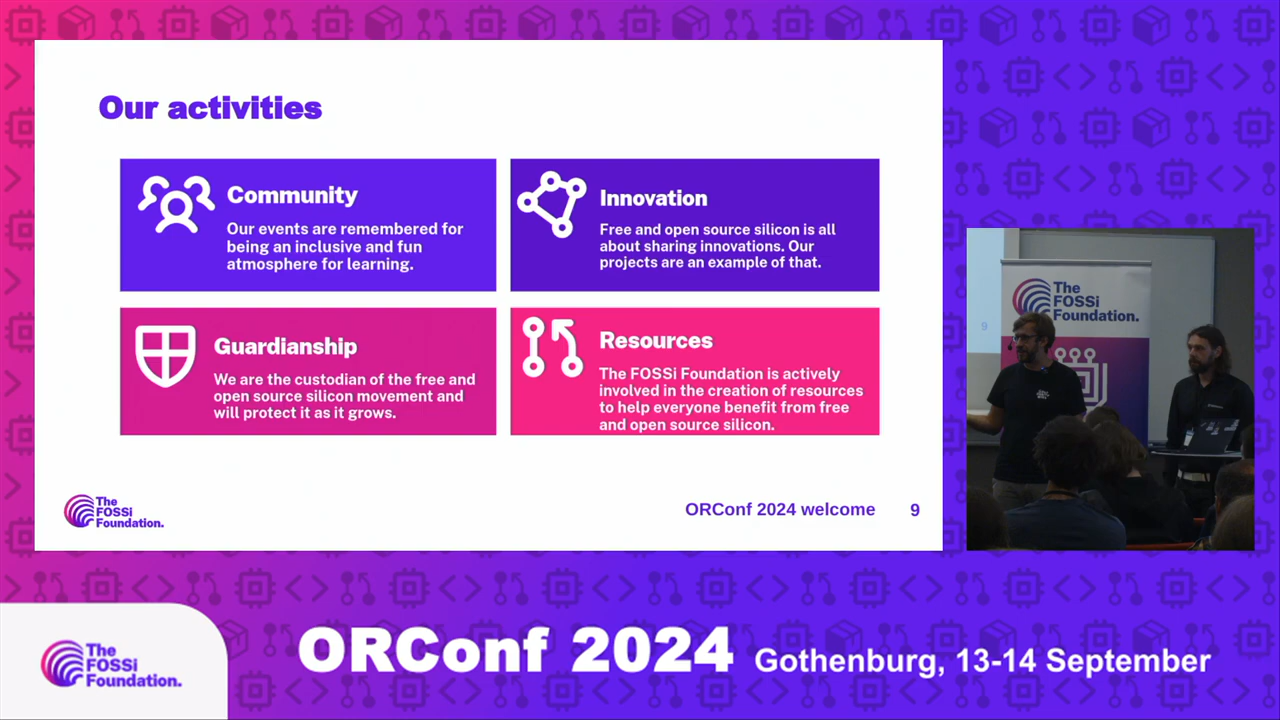 Our activities
Community
Our events are remembered for
being an inclusive and fun
atmosphere for learning.
Innovation
Free and open source silicon is all
about sharing innovations. Our
projects are an example of that.
Guardianship
We are the custodian of the free and
open source silicon movement and
will protect it as it grows.
Resources
The FOSSi Foundation is actively
involved in the creation of resources
to help everyone benefit from free
and open source silicon.
The
FOSSi
Foundation.
ORConf 2024 welcome
9
9
The
FOSSi
Foundation.
The
FOSSi
Foundation.
ORConf 2024 Gothenburg, 13-14 September